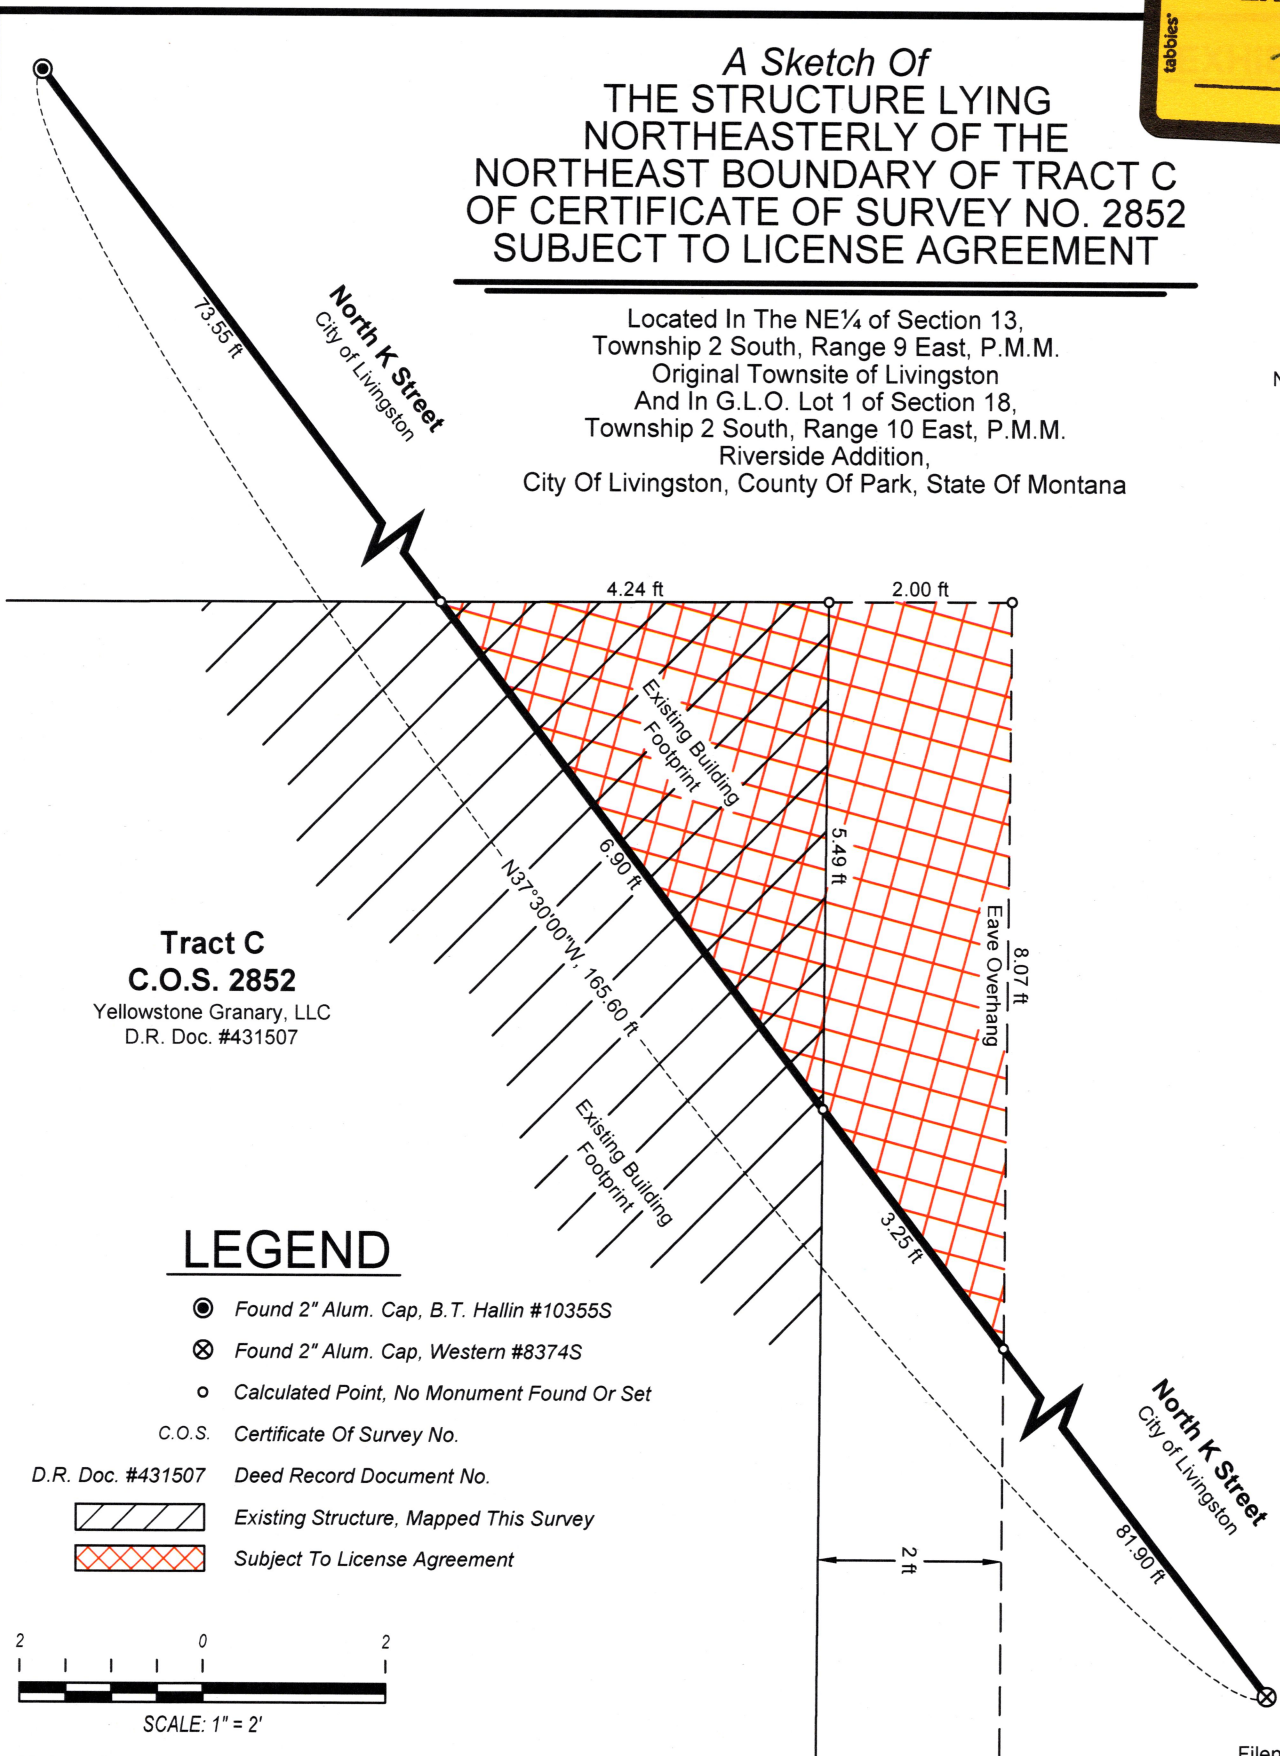 tabbies®
A Sketch Of
THE STRUCTURE LYING
NORTHEASTERLY OF THE
NORTHEAST BOUNDARY OF TRACT C
OF CERTIFICATE OF SURVEY NO. 2852
SUBJECT TO LICENSE AGREEMENT
Located In The NE¼ of Section 13,
Township 2 South, Range 9 East, P.M.M.
Original Townsite of Livingston
And In G.L.O. Lot 1 of Section 18,
Township 2 South, Range 10 East, P.M.M.
Riverside Addition,
City Of Livingston, County Of Park, State Of Montana
73.55 ft
North K Street
City of Livingston
4.24 ft
2.00 ft
Existing Building
Footprint
5.49 ft
6.90 ft
N37°30'00"W, 165.60 ft
Eave Overhang
8.07 ft
Tract C
C.O.S. 2852
Yellowstone Granary, LLC
D.R. Doc. #431507
Existing Building
Footprint
3.25 ft
North K Street
City of Livingston
81.90 ft
2 ft
LEGEND
Found 2" Alum. Cap, B.T. Hallin #10355S
Found 2" Alum. Cap, Western #8374S
Calculated Point, No Monument Found Or Set
C.O.S. Certificate Of Survey No.
D.R. Doc. #431507 Deed Record Document No.
Existing Structure, Mapped This Survey
Subject To License Agreement
2 0 2
SCALE: 1" = 2'